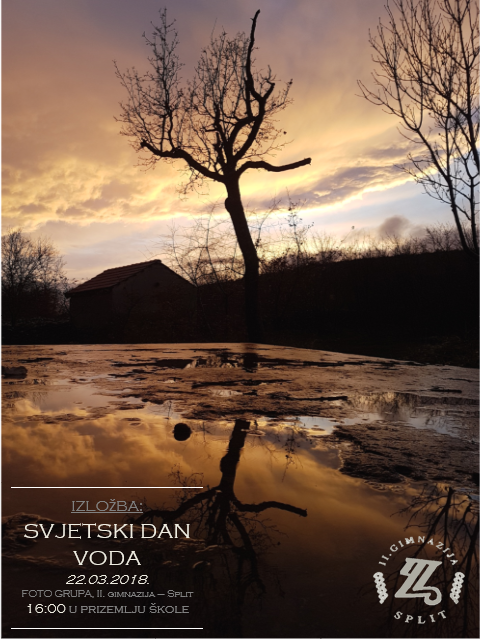 IZLOŽBA:
SVJETSKI DAN
VODA
22.03.2018.
FOTO GRUPA, II. GIMNAZIJA – SPLIT
16:00 U PRIZEMLJU ŠKOLE
II.GIMNAZIJA
SPLIT